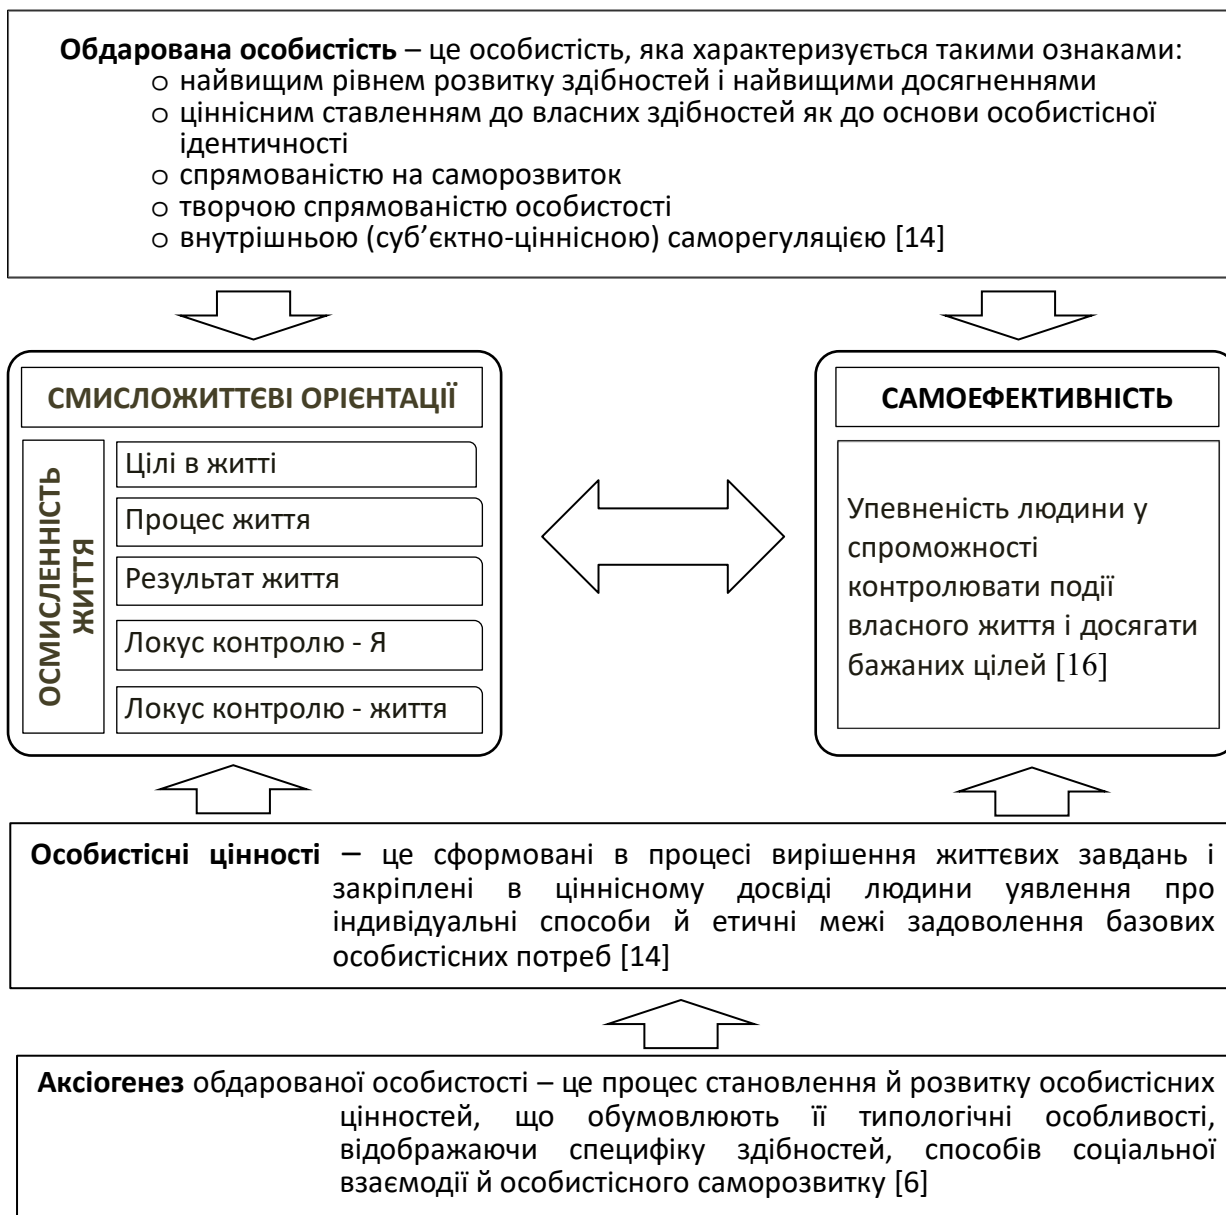 Обдарована особистість – це особистість, яка характеризується такими ознаками:
o найвищим рівнем розвитку здібностей і найвищими досягненнями
o ціннісним ставленням до власних здібностей як до основи особистісної
ідентичності
o спрямованістю на саморозвиток
o творчою спрямованістю особистості
o внутрішньою (суб’єктно-ціннісною) саморегуляцією [14]
СМИСЛОЖИТТЄВІ ОРІЄНТАЦІЇ
ОСМИСЛЕННІСТЬ
ЖИТТЯ
Цілі в житті
Процес життя
Результат життя
Локус контролю - Я
Локус контролю - життя
САМОЕФЕКТИВНІСТЬ
Упевненість людини у
спроможності
контролювати події
власного життя і досягати
бажаних цілей [16]
Особистісні цінності – це сформовані в процесі вирішення життєвих завдань і
закріплені в ціннісному досвіді людини уявлення про
індивідуальні способи й етичні межі задоволення базових
особистісних потреб [14]
Аксіогенез обдарованої особистості – це процес становлення й розвитку особистісних
цінностей, що обумовлюють її типологічні особливості,
відображаючи специфіку здібностей, способів соціальної
взаємодії й особистісного саморозвитку [6]